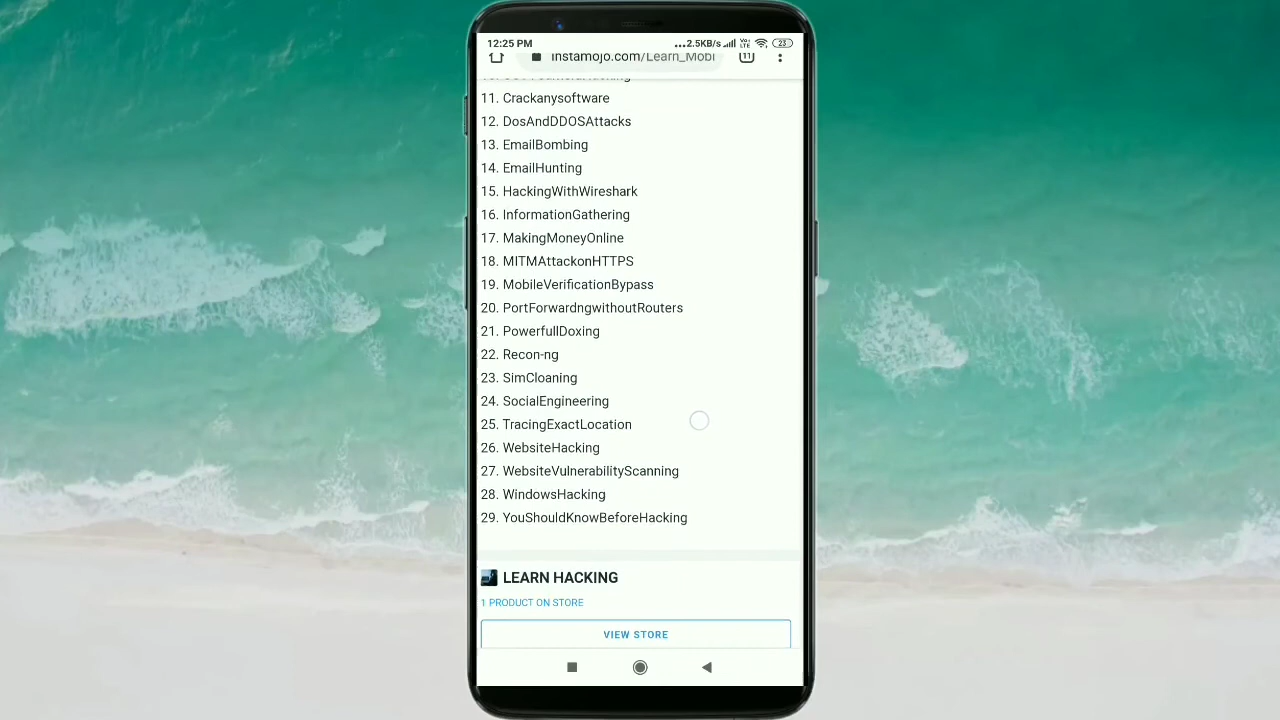 12:25 PM
...2.5KB/s
23
instamojo.com/Learn_Mobi
11
11. Crackanysoftware
12. DosAndDDOSAttacks
13. EmailBombing
14. EmailHunting
15. HackingWithWireshark
16. InformationGathering
17. MakingMoneyOnline
18. MITMAttackonHTTPS
19. MobileVerificationBypass
20. PortForwardngwithoutRouters
21. PowerfullDoxing
22. Recon-ng
23. SimCloaning
24. SocialEngineering
25. TracingExactLocation
26. WebsiteHacking
27. WebsiteVulnerabilityScanning
28. WindowsHacking
29. YouShouldKnowBeforeHacking
LEARN HACKING
1 PRODUCT ON STORE
VIEW STORE